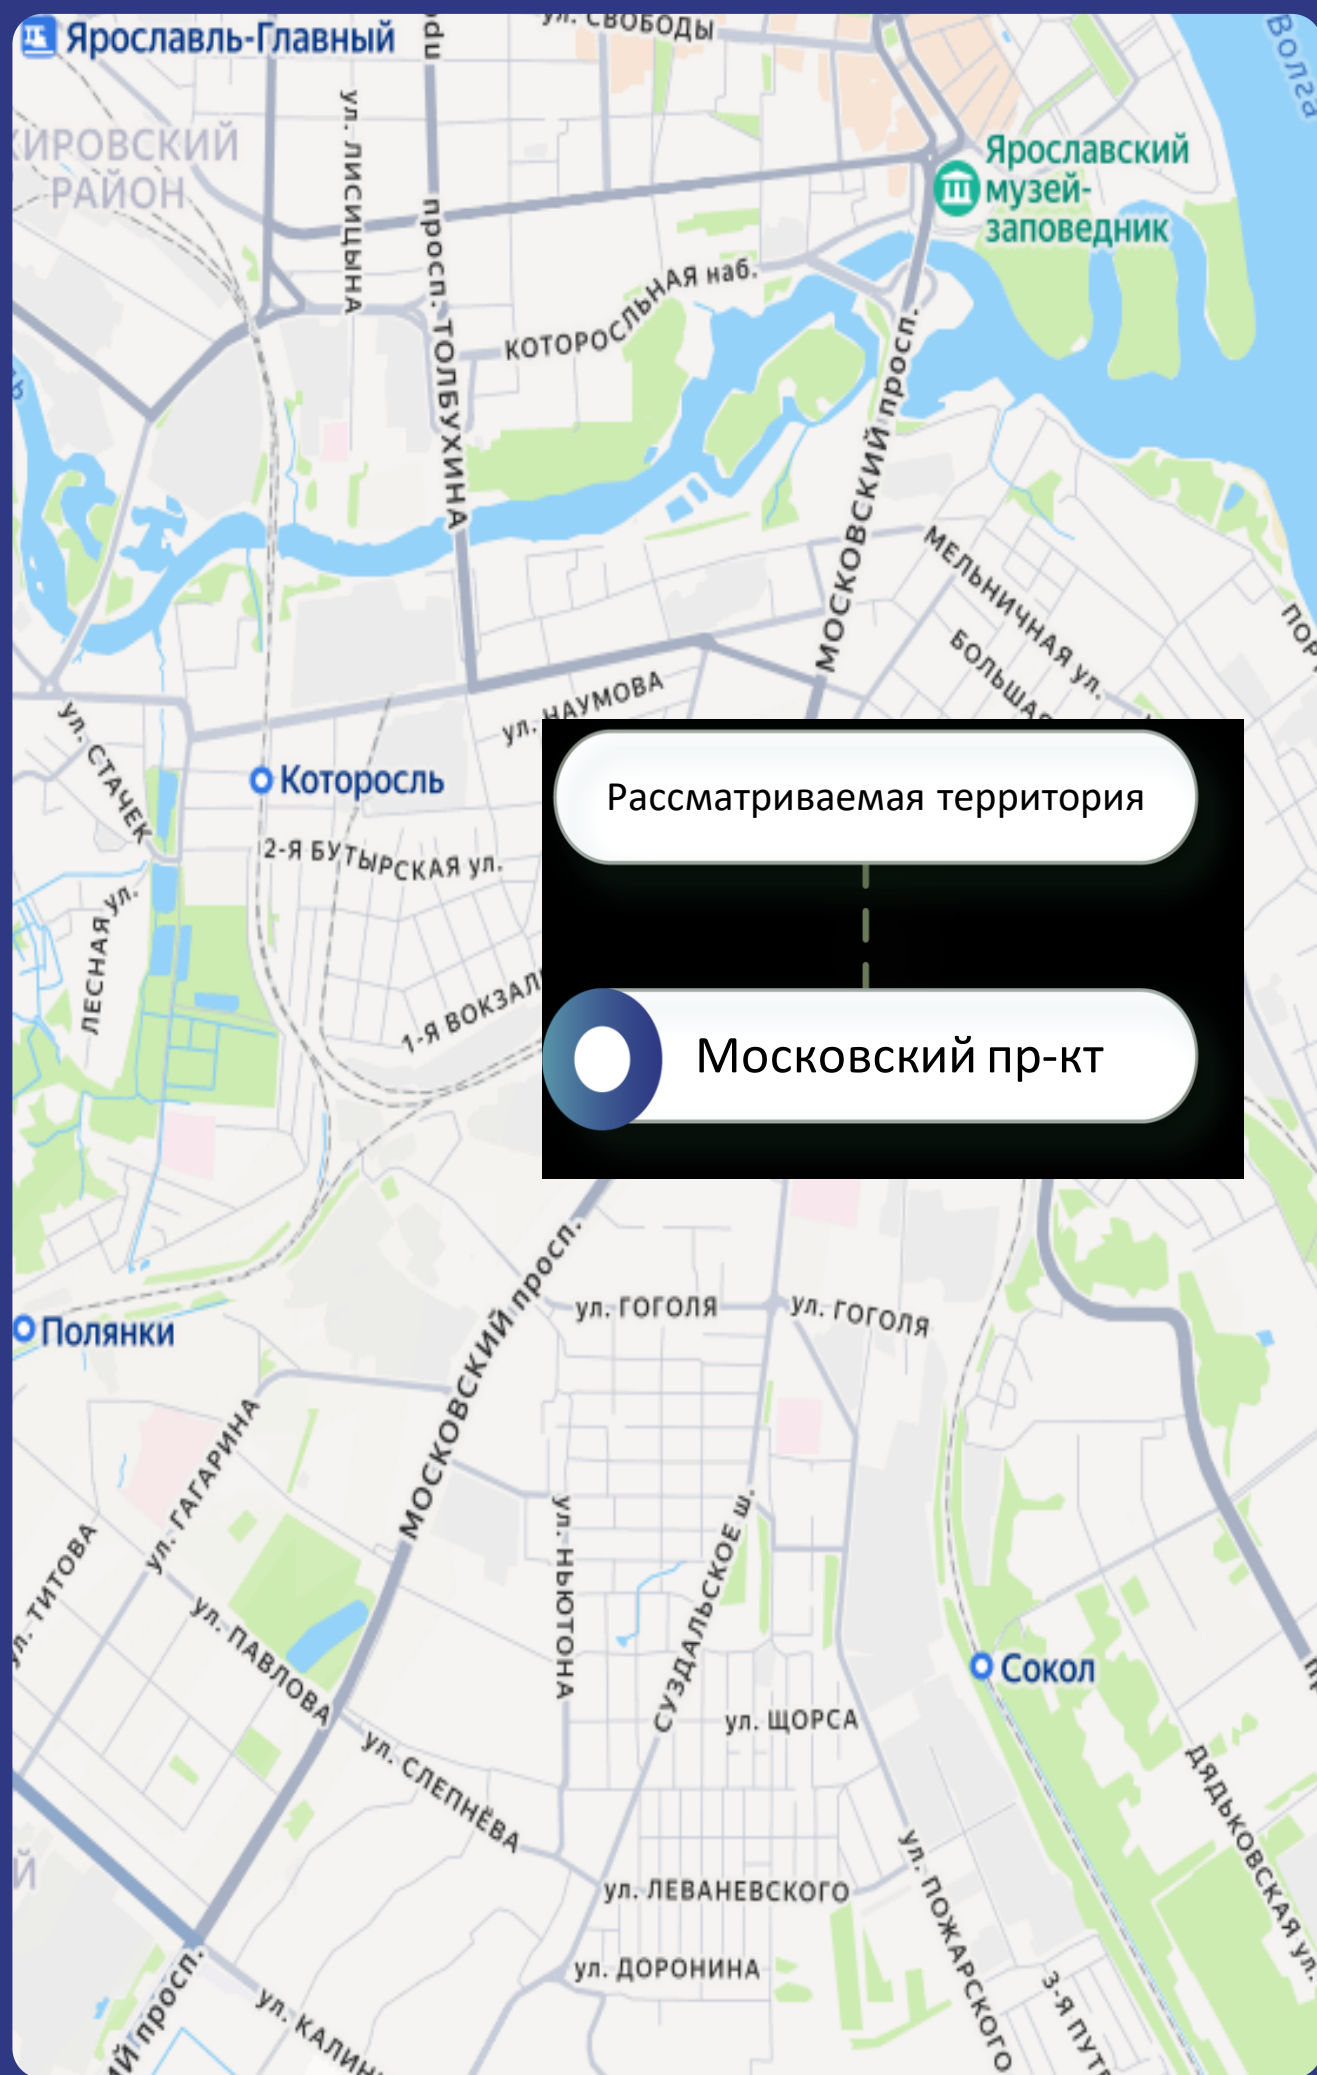 ул. СВОБОДЫ
Ярославль-Главный
Волга
КИРОВСКИЙ
РАЙОН
ул. ЛИСИЦЫНА
просп. ТОЛБУХИНА
Ярославский
музей-
заповедник
КОТОРОСЛЬНАЯ наб.
МОСКОВСКИЙ просп.
МЕЛЬНИЧНАЯ ул.
БОЛЬШАЯ
ул. НАУМОВА
ул. СТАЧЕК
Которосль
Рассматриваемая территория
2-Я БУТЫРСКАЯ ул.
ЛЕСНАЯ ул.
1-Я ВОКЗАЛЬ
Московский пр-кт
МОСКОВСКИЙ просп.
ул. ГОГОЛЯ
ул. ГОГОЛЯ
Полянки
ул. ГАГАРИНА
ул. ТИТОВА
ул. НЬЮТОНА
СУЗДАЛЬСКОЕ ш.
ул. ПАВЛОВА
Сокол
ул. ЩОРСА
ул. СЛЕПНЁВА
ДЯДЬКОВСКАЯ ул.
ул. ЛЕВАНЕВСКОГО
ул. ПОЖАРСКОГО
ул. ДОРОНИНА
3-Я ПУТ
ИЙ просп.
ул. КАЛИН